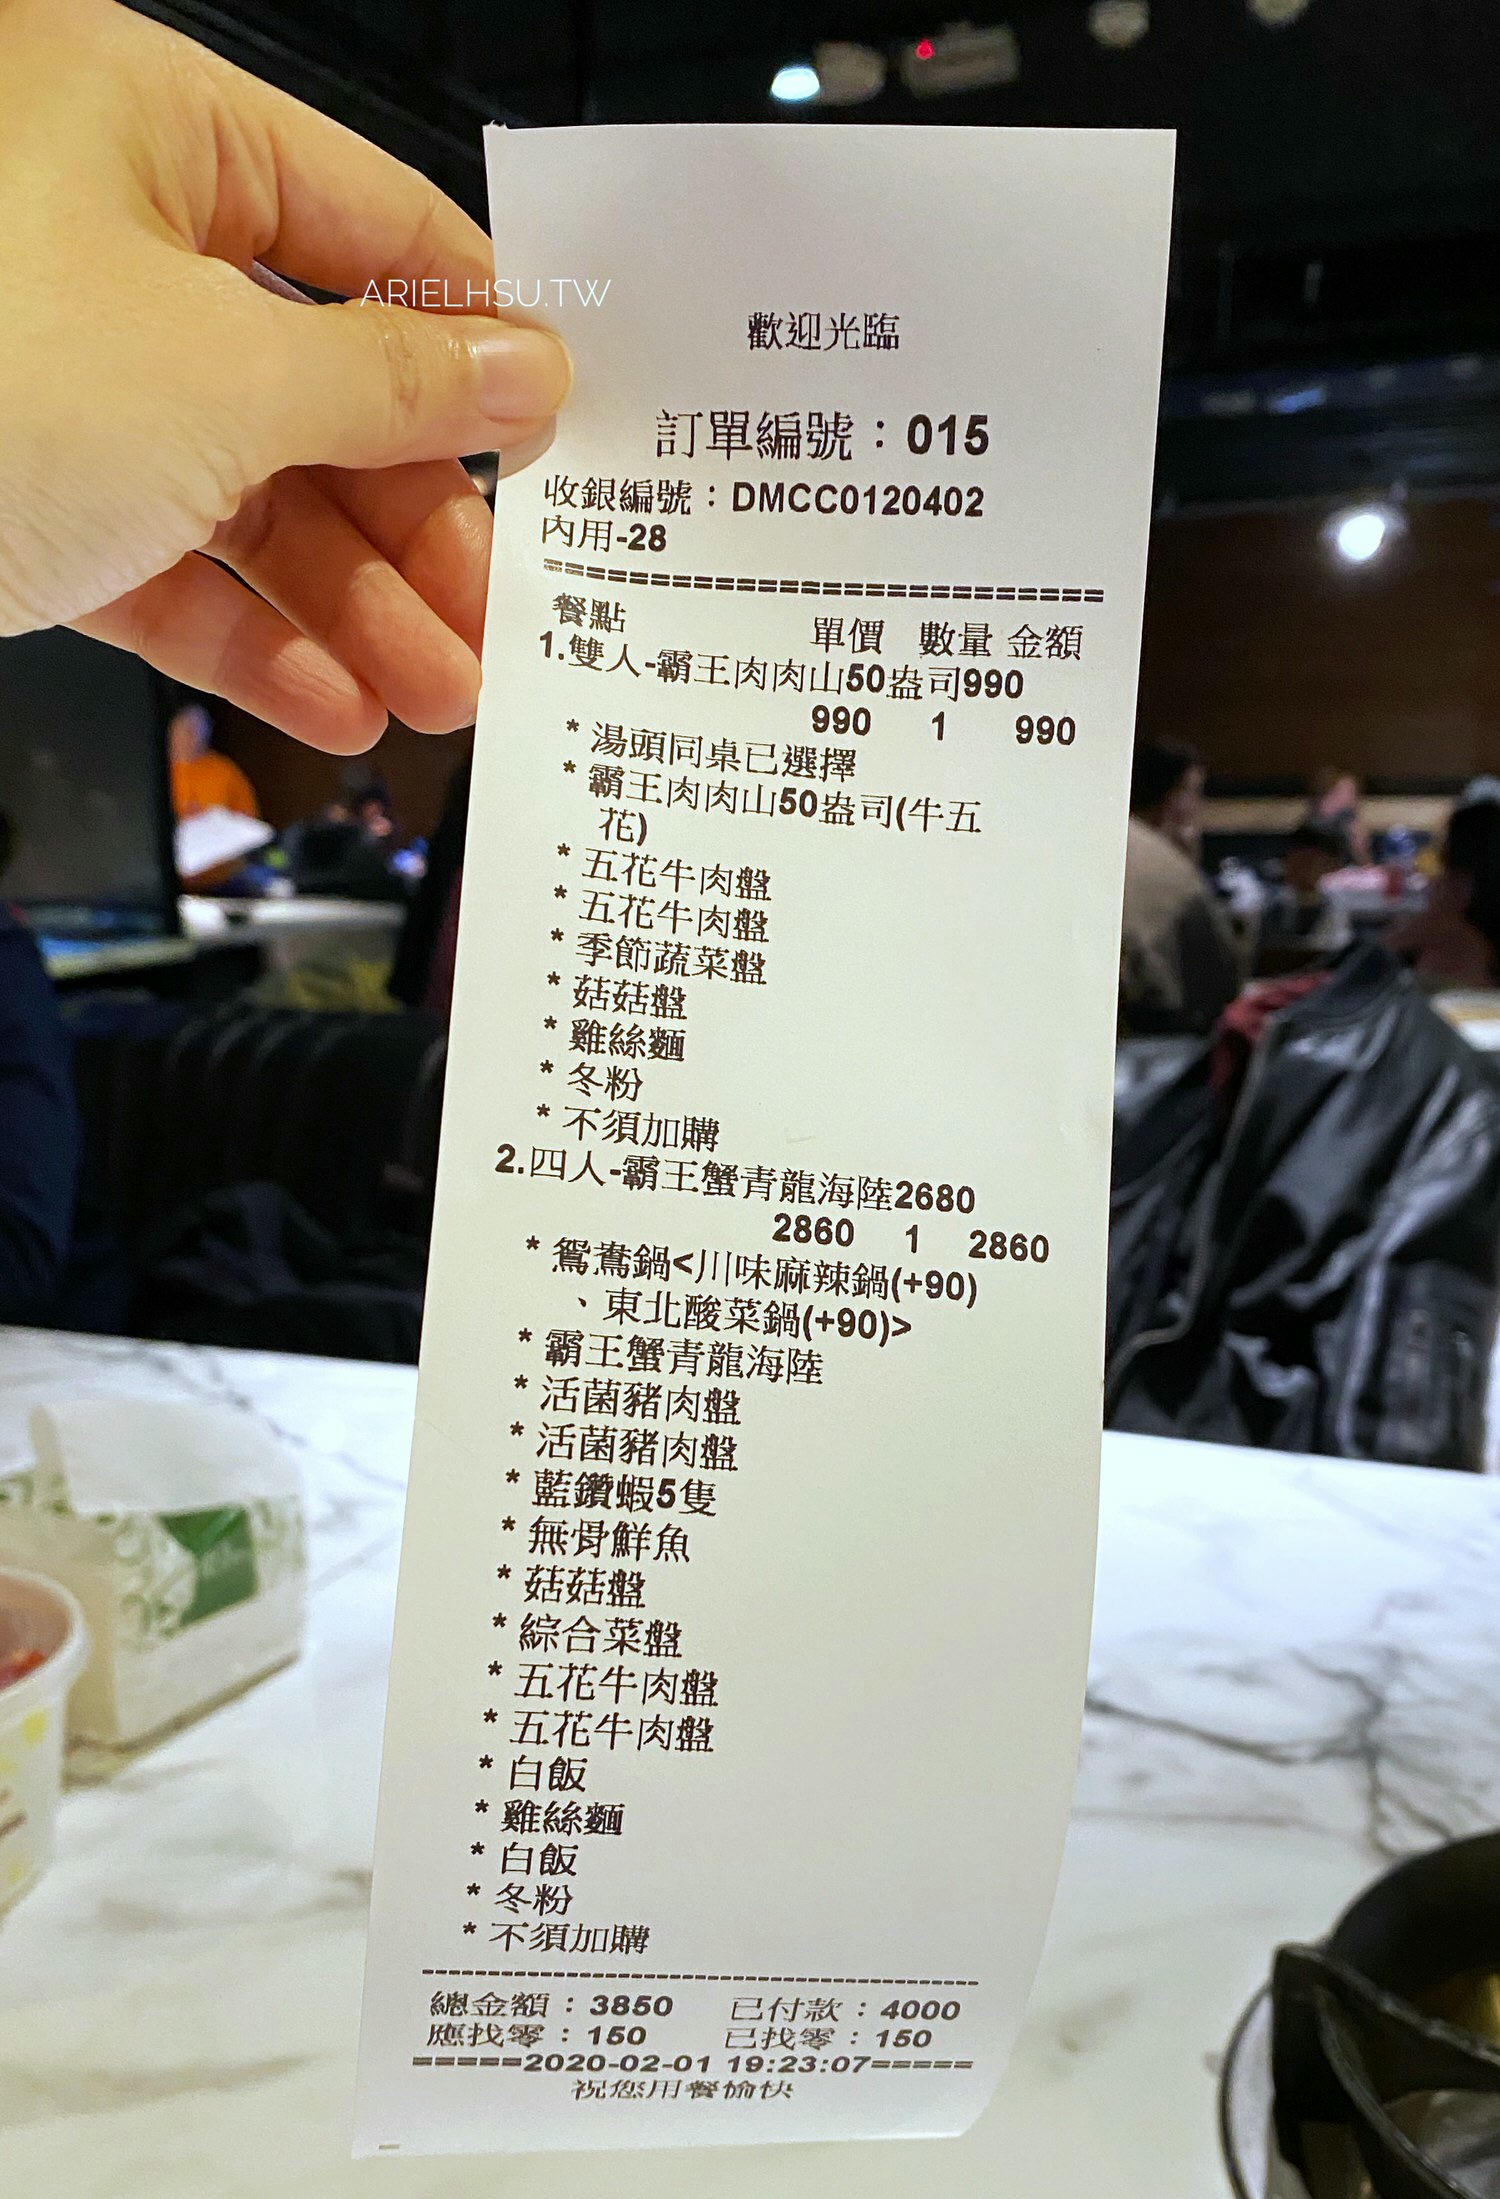 ARIELHSU.TW
歡迎光臨
訂單編號：015
收銀編號：DMCC0120402
內用-28
==========================
餐點 單價 數量 金額
1.雙人-霸王肉肉山50盎司990
990 1 990
* 湯頭同桌已選擇
* 霸王肉肉山50盎司(牛五
花)
* 五花牛肉盤
* 五花牛肉盤
* 季節蔬菜盤
* 菇菇盤
* 雞絲麵
* 冬粉
* 不須加購
2.四人-霸王蟹青龍海陸2680
2860 1 2860
* 鴛鴦鍋<川味麻辣鍋(+90)
、東北酸菜鍋(+90)>
* 霸王蟹青龍海陸
* 活菌豬肉盤
* 活菌豬肉盤
* 藍鑽蝦5隻
* 無骨鮮魚
* 菇菇盤
* 綜合菜盤
* 五花牛肉盤
* 五花牛肉盤
* 白飯
* 雞絲麵
* 白飯
* 冬粉
* 不須加購
--------------------------------------------
總金額：3850 已付款：4000
應找零：150 已找零：150
=====2020-02-01 19:23:07=====
祝您用餐愉快